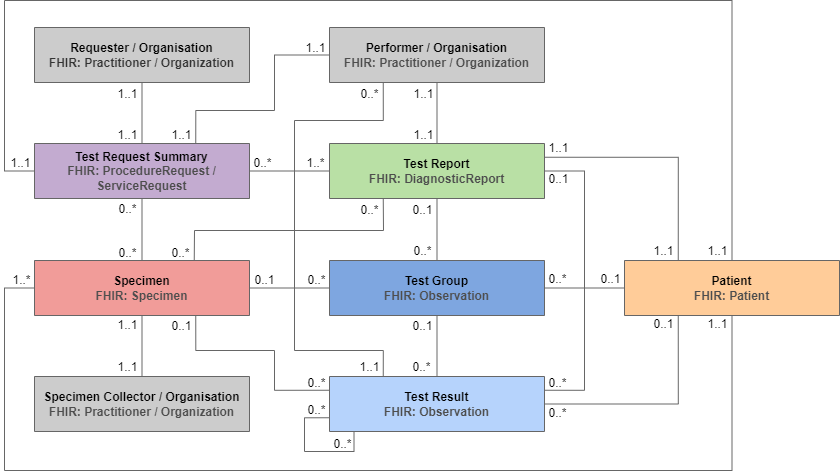 Requester / Organisation
FHIR: Practitioner / Organization
Performer / Organisation
FHIR: Practitioner / Organization
1..1
1..1
0..*
1..1
1..1
1..1
1..1
Test Request Summary
FHIR: ProcedureRequest /
ServiceRequest
1..1
0..*
1..*
Test Report
FHIR: DiagnosticReport
1..1
0..1
0..*
0..*
0..1
0..*
0..*
0..*
1..1
1..1
Specimen
FHIR: Specimen
1..*
0..1
0..*
Test Group
FHIR: Observation
0..*
0..1
Patient
FHIR: Patient
1..1
0..1
0..1
0..1
1..1
1..1
1..1
0..*
Specimen Collector / Organisation
FHIR: Practitioner / Organization
0..*
Test Result
FHIR: Observation
0..*
0..*
0..*
0..*